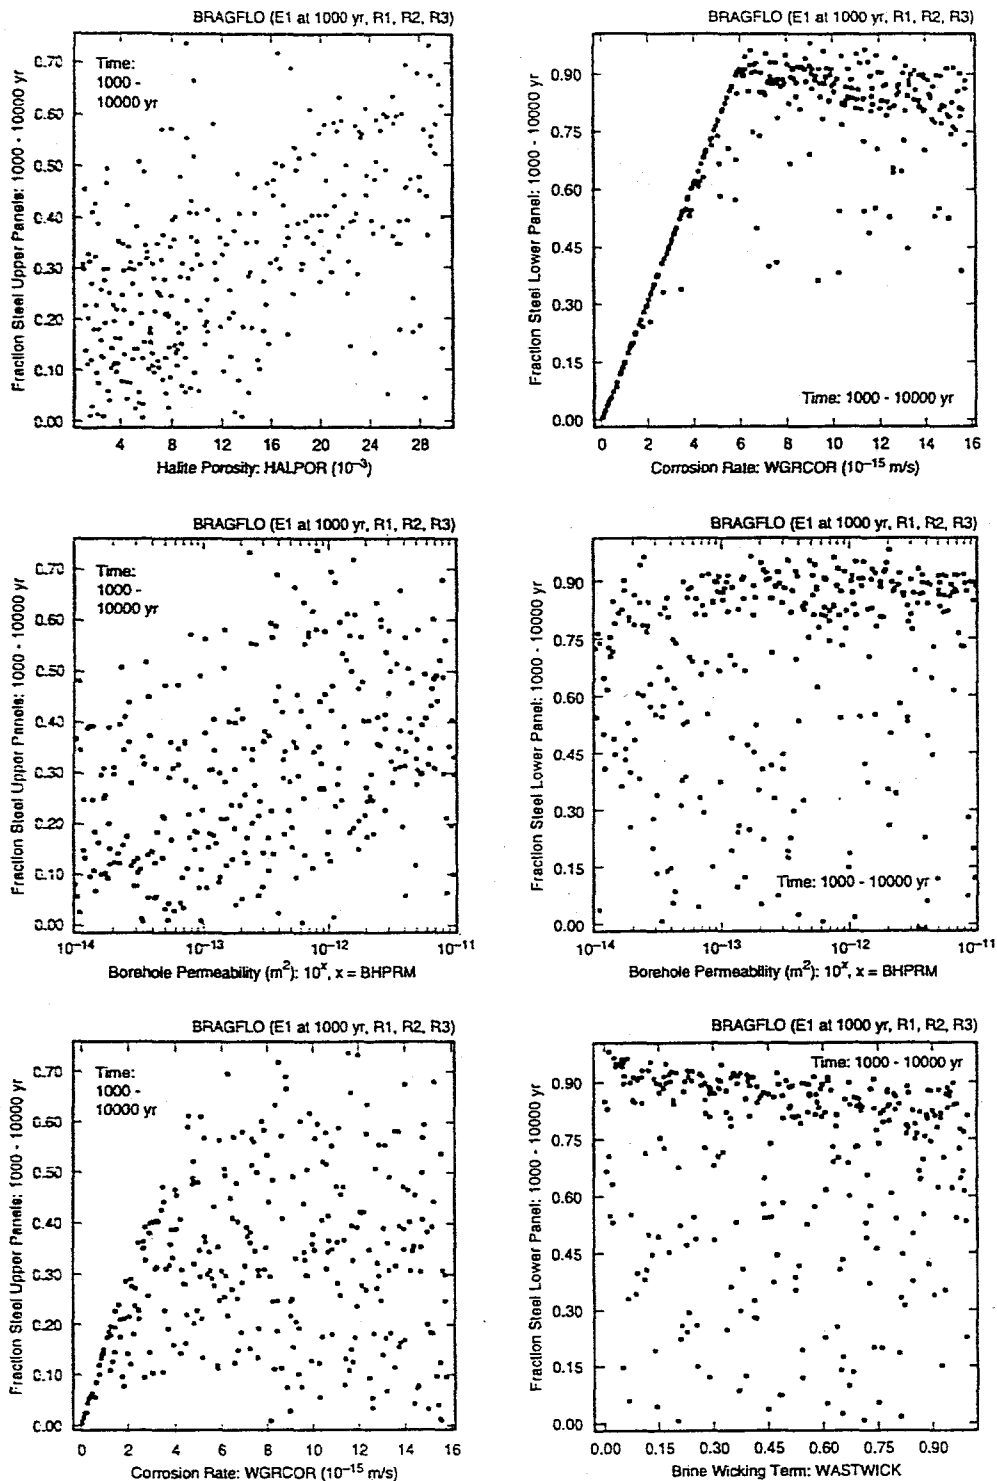 BRAGFLO (E1 at 1000 yr, R1, R2, R3)
Fraction Steel Upper Panels: 1000 - 10000 yr
Time:
1000 -
10000 yr
0.70
0.60
0.50
0.40
0.30
0.20
0.10
0.00
4 8 12 16 20 24 28
Halite Porosity: HALPOR (10⁻³)
BRAGFLO (E1 at 1000 yr, R1, R2, R3)
Fraction Steel Lower Panel: 1000 - 10000 yr
0.90
0.75
0.90
0.45
0.30
0.15
0.00
Time: 1000 - 10000 yr
0 2 4 6 8 10 12 14 16
Corrosion Rate: WGRCOR (10⁻¹⁵ m/s)
BRAGFLO (E1 at 1000 yr, R1, R2, R3)
Fraction Steel Upper Panels: 1000 - 10000 yr
Time:
1000 -
10000 yr
0.70
0.60
0.50
0.40
0.30
0.20
0.10
0.00
10⁻¹⁴ 10⁻¹³ 10⁻¹² 10⁻¹¹
Borehole Permeability (m²): 10ˣ, x = BHPRM
BRAGFLO (E1 at 1000 yr, R1, R2, R3)
Fraction Steel Lower Panel: 1000 - 10000 yr
0.90
0.75
0.60
0.45
0.30
0.15
0.00
Time: 1000 - 10000 yr
10⁻¹⁴ 10⁻¹³ 10⁻¹² 10⁻¹¹
Borehole Permeability (m²): 10ˣ, x = BHPRM
BRAGFLO (E1 at 1000 yr, R1, R2, R3)
Fraction Steel Upper Panels: 1000 - 10000 yr
Time:
1000 -
10000 yr
0.70
0.60
0.50
0.40
0.30
0.20
0.10
0.00
0 2 4 6 8 10 12 14 16
Corrosion Rate: WGRCOR (10⁻¹⁵ m/s)
BRAGFLO (E1 at 1000 yr, R1, R2, R3)
Fraction Steel Lower Panel: 1000 - 10000 yr
Time: 1000 - 10000 yr
0.90
0.75
0.60
0.45
0.30
0.15
0.00
0.00 0.15 0.30 0.45 0.60 0.75 0.90
Brine Wicking Term: WASTWICK